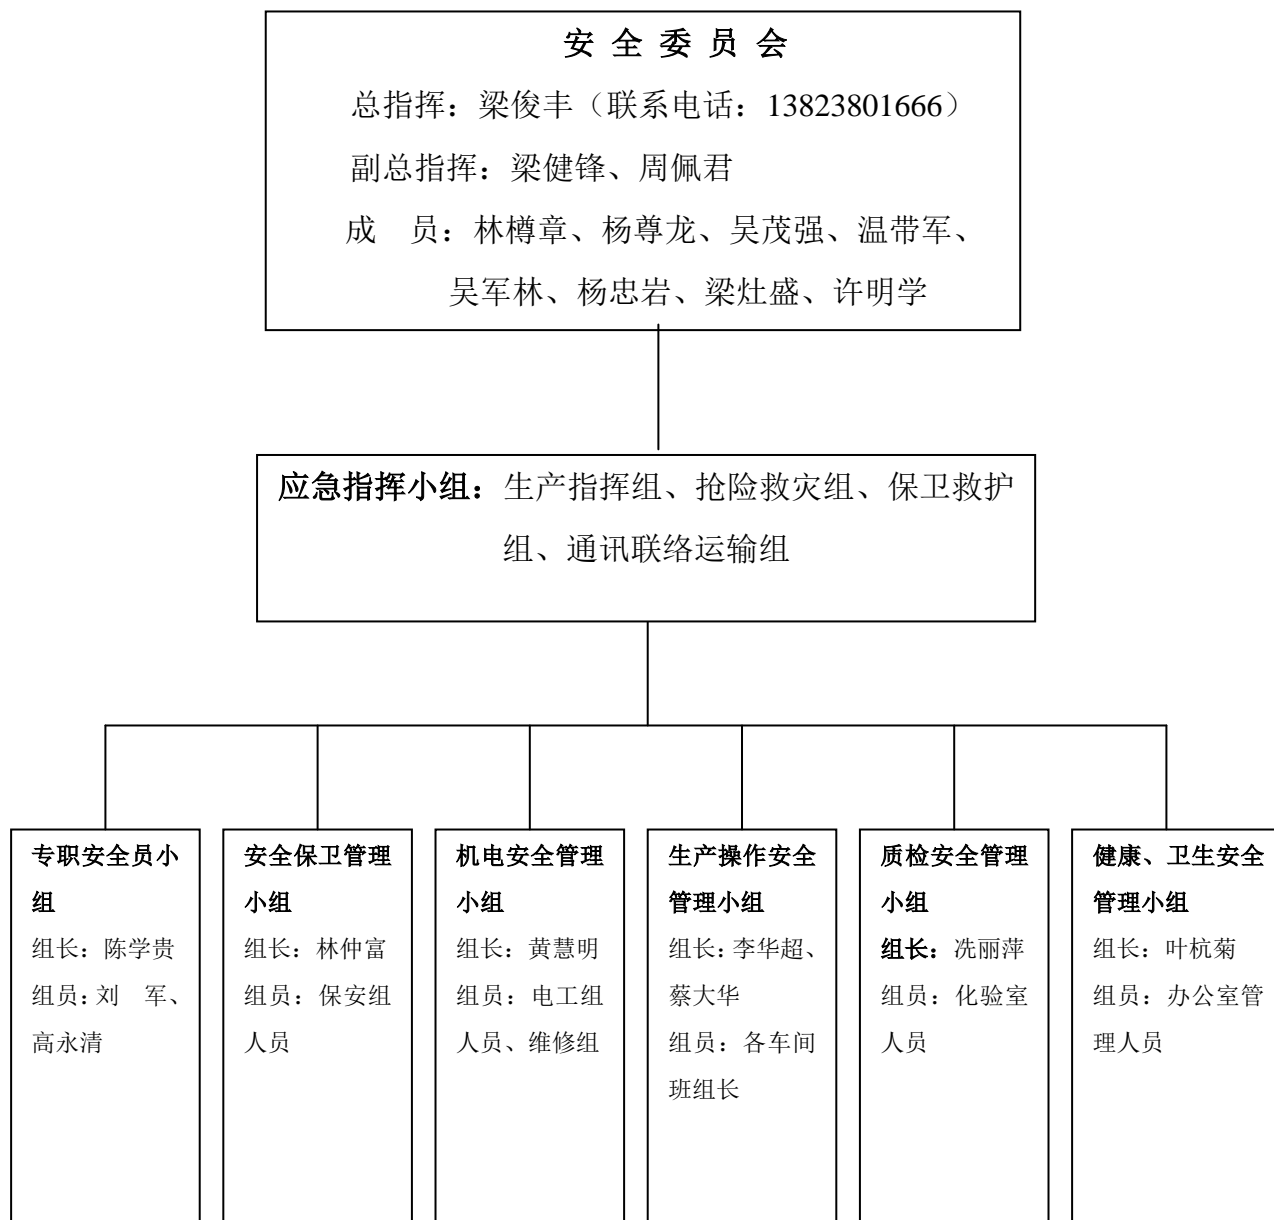 安 全 委 员 会
总指挥：梁俊丰（联系电话：13823801666）
副总指挥：梁健锋、周佩君
成　员：林樽章、杨尊龙、吴茂强、温带军、
吴军林、杨忠岩、梁灶盛、许明学
应急指挥小组：生产指挥组、抢险救灾组、保卫救护
组、通讯联络运输组
专职安全员小
组
组长：陈学贵
组员：刘　军、
高永清
安全保卫管理
小组
组长：林仲富
组员：保安组
人员
机电安全管理
小组
组长：黄慧明
组员：电工组
人员、维修组
生产操作安全
管理小组
组长：李华超、
蔡大华
组员：各车间
班组长
质检安全管理
小组
组长：冼丽萍
组员：化验室
人员
健康、卫生安全
管理小组
组长：叶杭菊
组员：办公室管
理人员